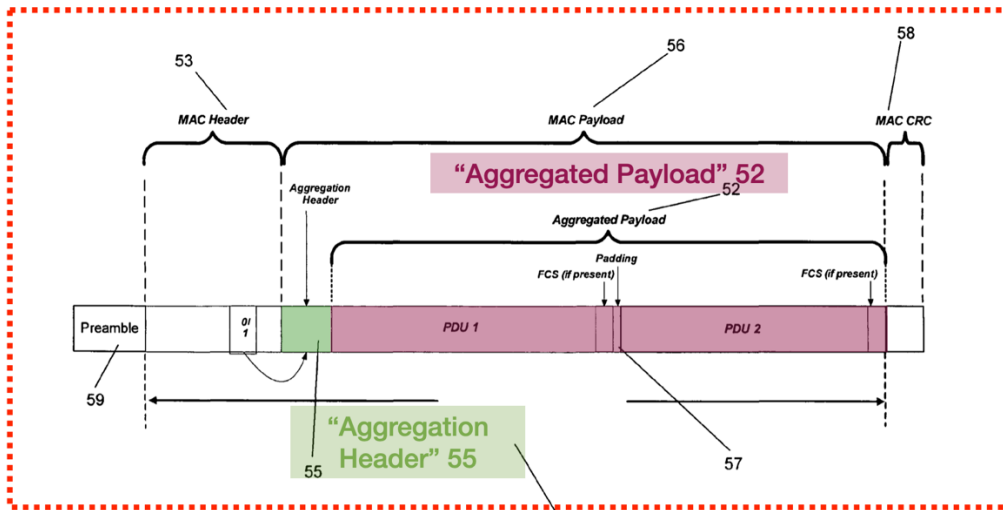 53
56
58
MAC Header
MAC Payload
MAC CRC
“Aggregated Payload” 52
Aggregation
Header
52
Aggregated Payload
Padding
FCS (if present)
FCS (if present)
Preamble
0/
1
PDU 1
PDU 2
59
“Aggregation
Header” 55
55
57